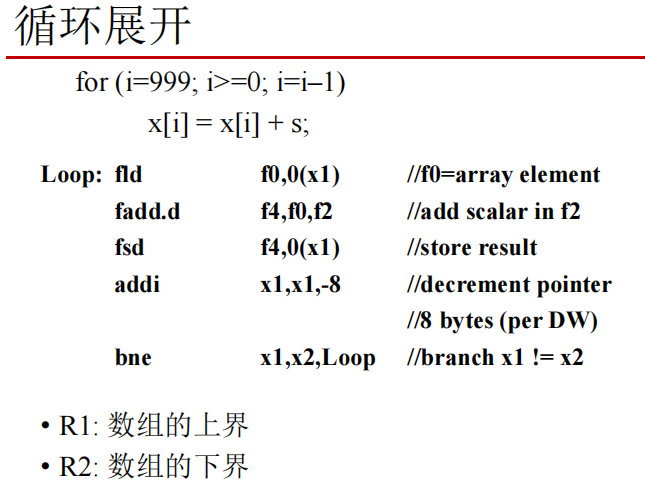 循环展开
for (i=999; i>=0; i=i–1)
x[i] = x[i] + s;
Loop: fld f0,0(x1) //f0=array element
fadd.d f4,f0,f2 //add scalar in f2
fsd f4,0(x1) //store result
addi x1,x1,-8 //decrement pointer
//8 bytes (per DW)
bne x1,x2,Loop //branch x1 != x2
• R1: 数组的上界
• R2: 数组的下界